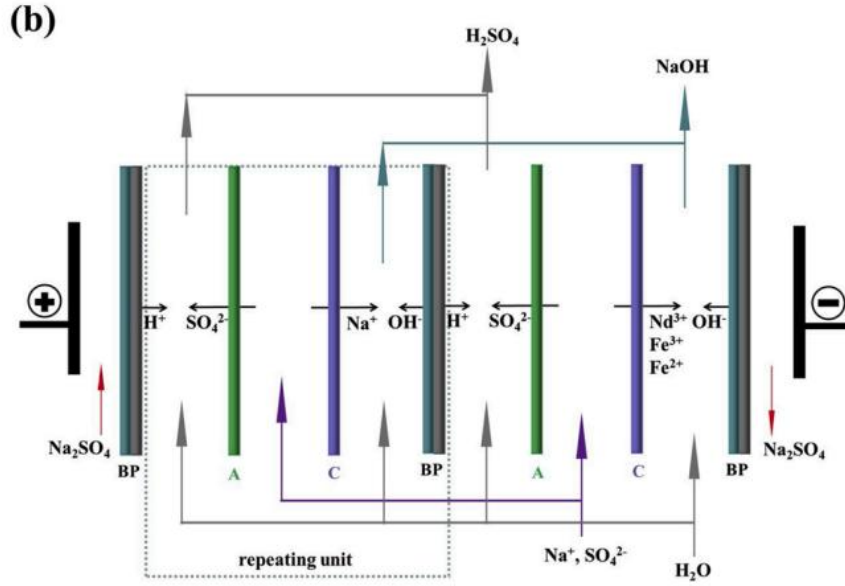 (b)
H₂SO₄
NaOH
+
−
H⁺ SO₄²⁻ Na⁺ OH⁻ H⁺ SO₄²⁻ Nd³⁺ OH⁻
Fe³⁺
Fe²⁺
Na₂SO₄ Na₂SO₄
BP A C BP A C BP
repeating unit
Na⁺, SO₄²⁻
H₂O